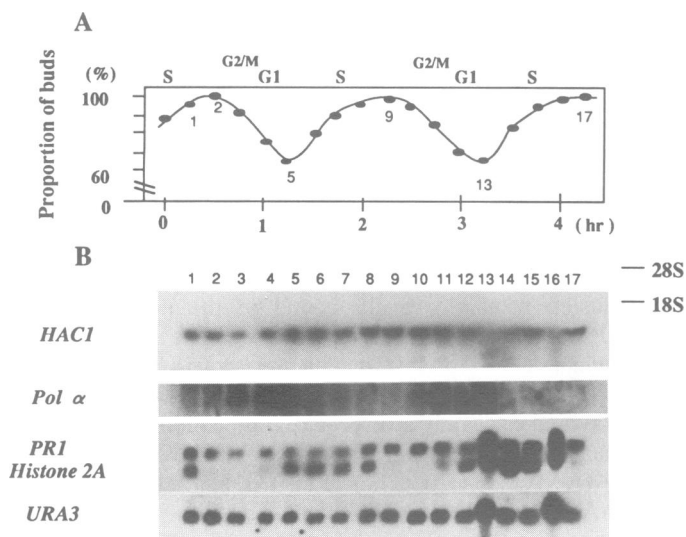 A
G2/M G2/M
S G1 S G1 S
(%)
Proportion of buds
100
60
0
1 2 5 9 13 17
0 1 2 3 4 (hr)
B
28S
18S
1 2 3 4 5 6 7 8 9 10 11 12 13 14 15 16 17
HAC1
Pol α
PR1
Histone 2A
URA3